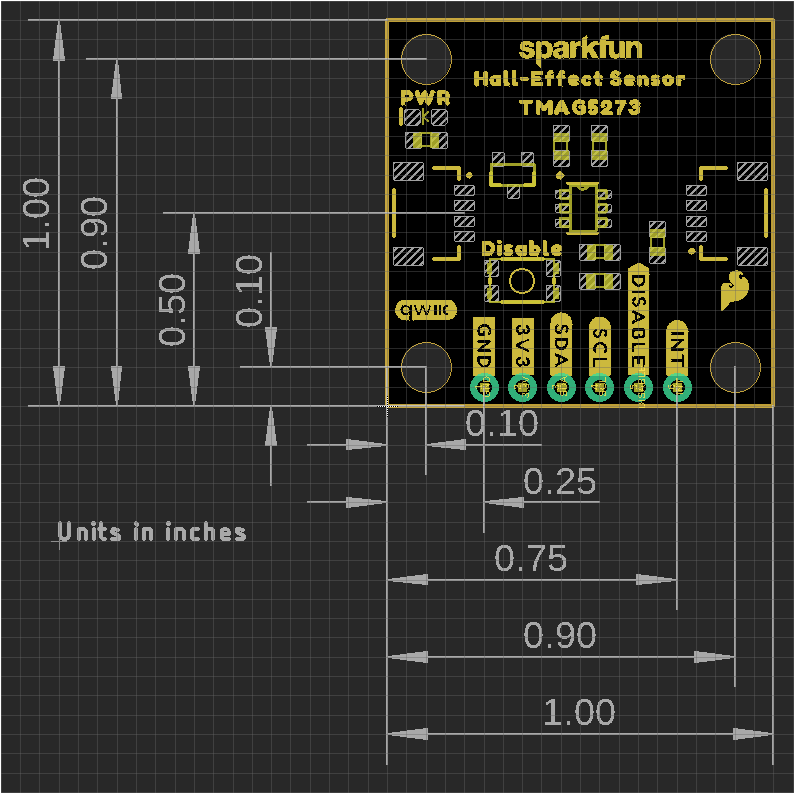 sparkfun
Hall-Effect Sensor
TMAG5273
PWR
Disable
qwiic
GND
3V3
SDA
SCL
DISABLE
INT
1.00
0.90
0.50
0.10
0.10
0.25
0.75
0.90
1.00
Units in inches